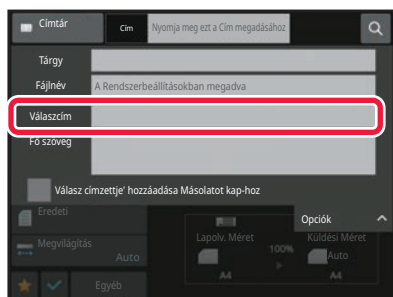 Címtár
Cím
Nyomja meg ezt a Cím megadásához
Tárgy
Fájlnév
A Rendszerbeállításokban megadva
Válaszcím
Fő szöveg
Válasz címzettje' hozzáadása Másolatot kap-hoz
Eredeti
Opciók
Megvilágítás
Auto
Lapolv. Méret
100%
Küldési Méret
Auto
A4
A4
Egyéb